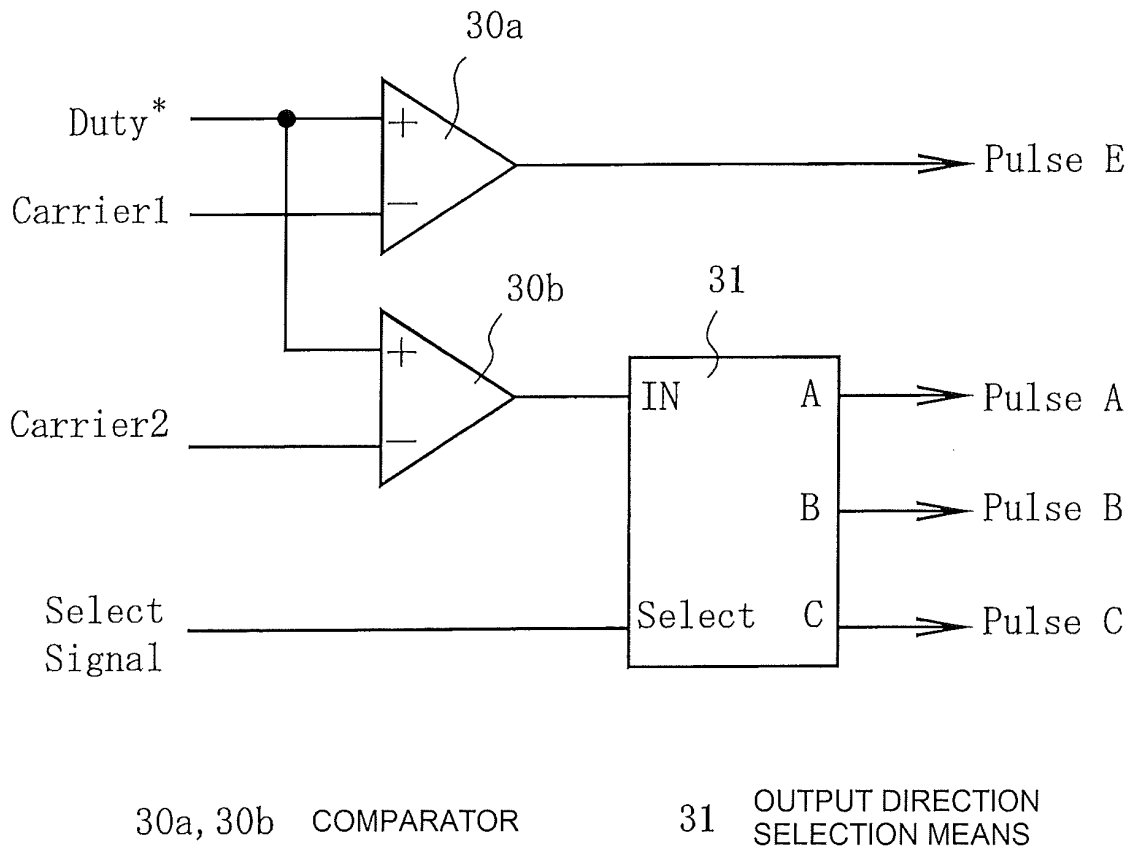 30a
Duty*
+
Pulse E
Carrier1
−
30b
31
+
IN
A
Pulse A
Carrier2
−
B
Pulse B
Select
Signal
Select
C
Pulse C
30a, 30b COMPARATOR
31 OUTPUT DIRECTION
SELECTION MEANS